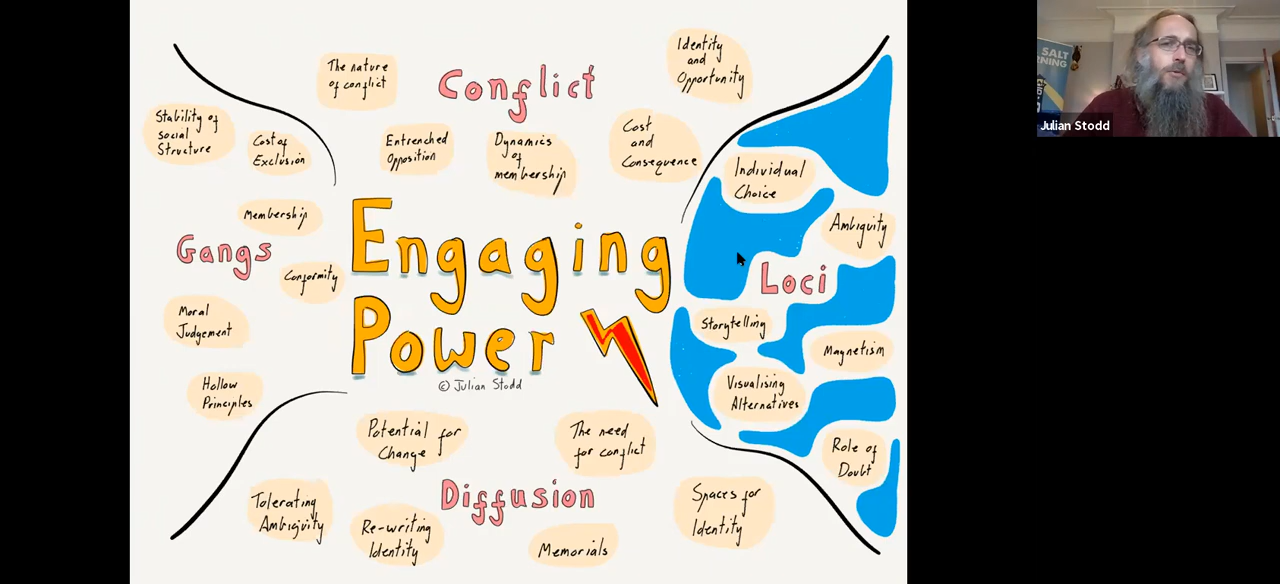 Engaging
Power
© Julian Stodd
Conflict
The nature
of conflict
Entrenched
Opposition
Dynamics
of
membership
Cost
and
Consequence
Identity
and
Opportunity
Gangs
Stability of
Social
Structure
Cost of
Exclusion
Membership
Conformity
Moral
Judgement
Hollow
Principles
Loci
Individual
Choice
Ambiguity
Storytelling
Magnetism
Visualising
Alternatives
Role of
Doubt
Diffusion
Potential for
Change
The need
for conflict
Tolerating
Ambiguity
Re-writing
Identity
Memorials
Spaces for
Identity
SALT
Julian Stodd